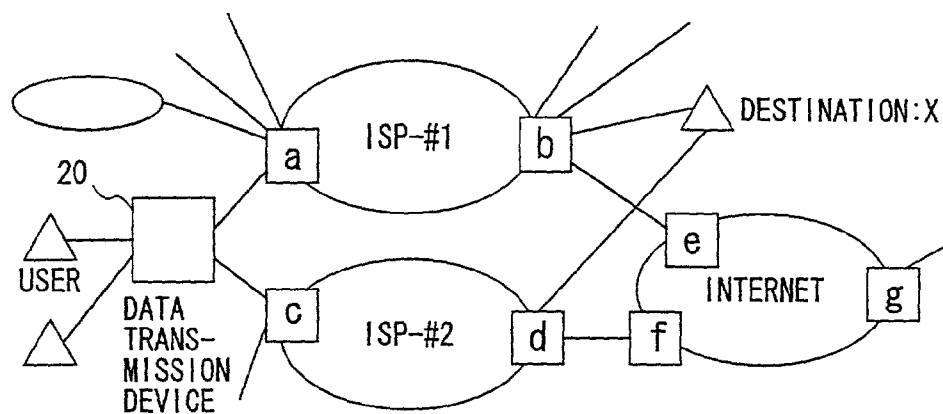 a
ISP-#1
b
DESTINATION:X
20
USER
DATA
TRANS-
MISSION
DEVICE
c
ISP-#2
d
e
INTERNET
f
g